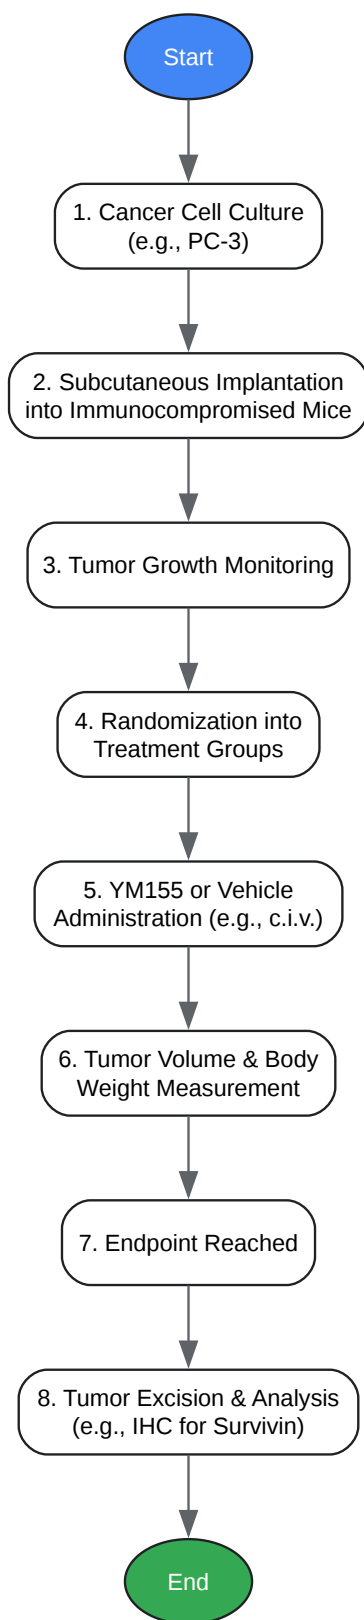 Start
1. Cancer Cell Culture
(e.g., PC-3)
2. Subcutaneous Implantation
into Immunocompromised Mice
3. Tumor Growth Monitoring
4. Randomization into
Treatment Groups
5. YM155 or Vehicle
Administration (e.g., c.i.v.)
6. Tumor Volume & Body
Weight Measurement
7. Endpoint Reached
8. Tumor Excision & Analysis
(e.g., IHC for Survivin)
End